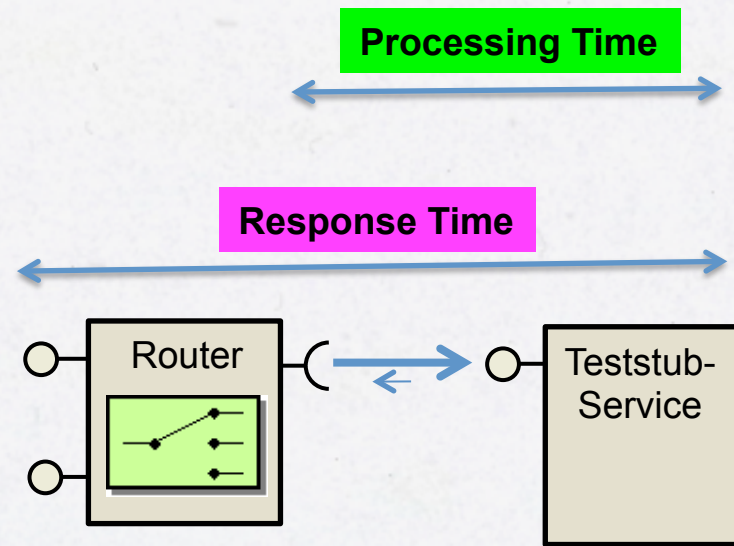 Processing Time
Response Time
Router
Teststub-
Service